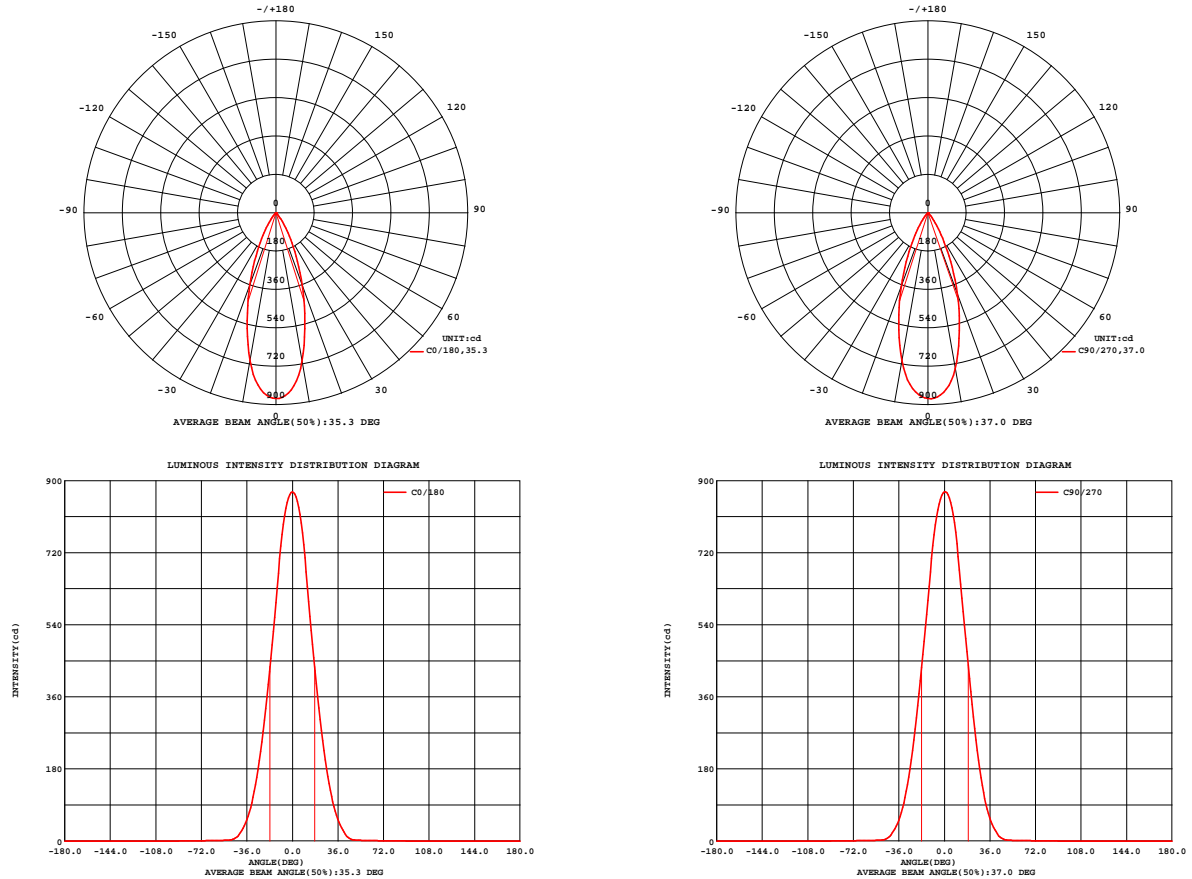 -/+180
-150
150
-120
120
-90
90
0
180
360
540
720
900
-60
60
-30
30
0
UNIT:cd
C0/180,35.3
AVERAGE BEAM ANGLE(50%):35.3 DEG
-/+180
-150
150
-120
120
-90
90
0
180
360
540
720
900
-60
60
-30
30
0
UNIT:cd
C90/270,37.0
AVERAGE BEAM ANGLE(50%):37.0 DEG
LUMINOUS INTENSITY DISTRIBUTION DIAGRAM
C0/180
INTENSITY(cd)
900
720
540
360
180
0
-180.0 -144.0 -108.0 -72.0 -36.0 0.0 36.0 72.0 108.0 144.0 180.0
ANGLE(DEG)
AVERAGE BEAM ANGLE(50%):35.3 DEG
LUMINOUS INTENSITY DISTRIBUTION DIAGRAM
C90/270
INTENSITY(cd)
900
720
540
360
180
0
-180.0 -144.0 -108.0 -72.0 -36.0 0.0 36.0 72.0 108.0 144.0 180.0
ANGLE(DEG)
AVERAGE BEAM ANGLE(50%):37.0 DEG